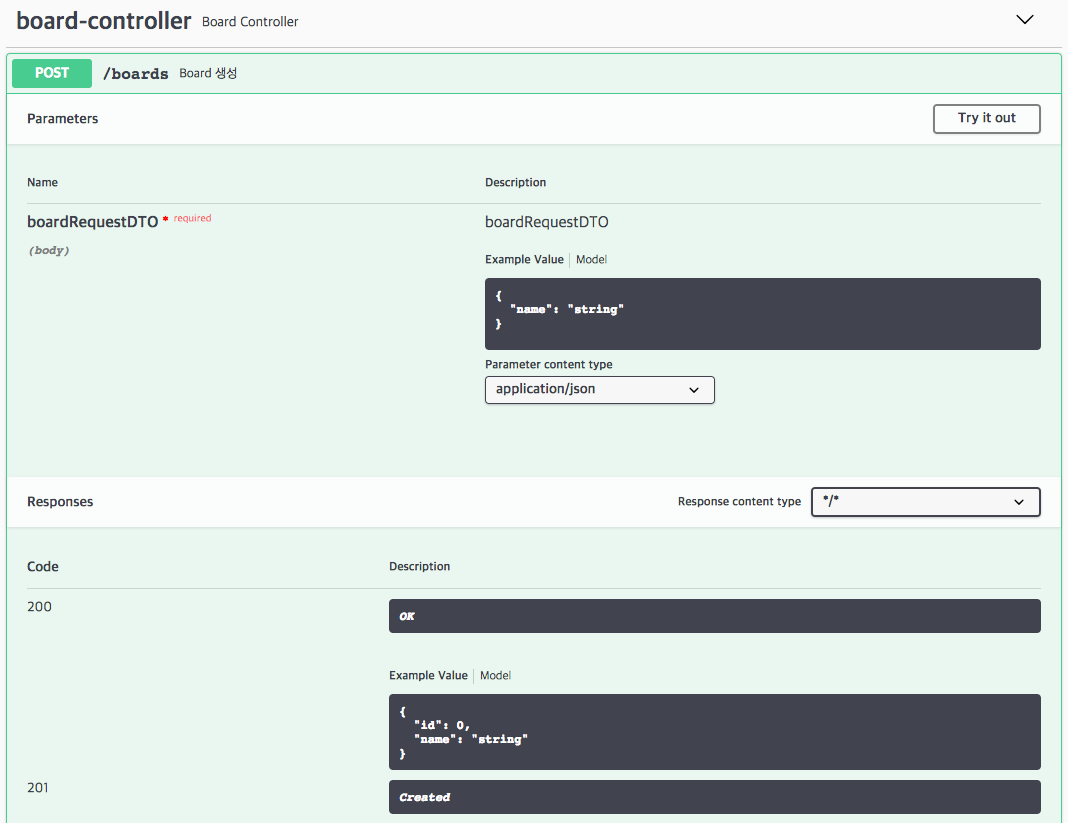 board-controller Board Controller
POST /boards Board 생성
Parameters Try it out
Name Description
boardRequestDTO * required boardRequestDTO
(body)
Example Value Model
{
"name": "string"
}
Parameter content type
application/json
Responses Response content type */*
Code Description
200 OK
Example Value Model
{
"id": 0,
"name": "string"
}
201 Created